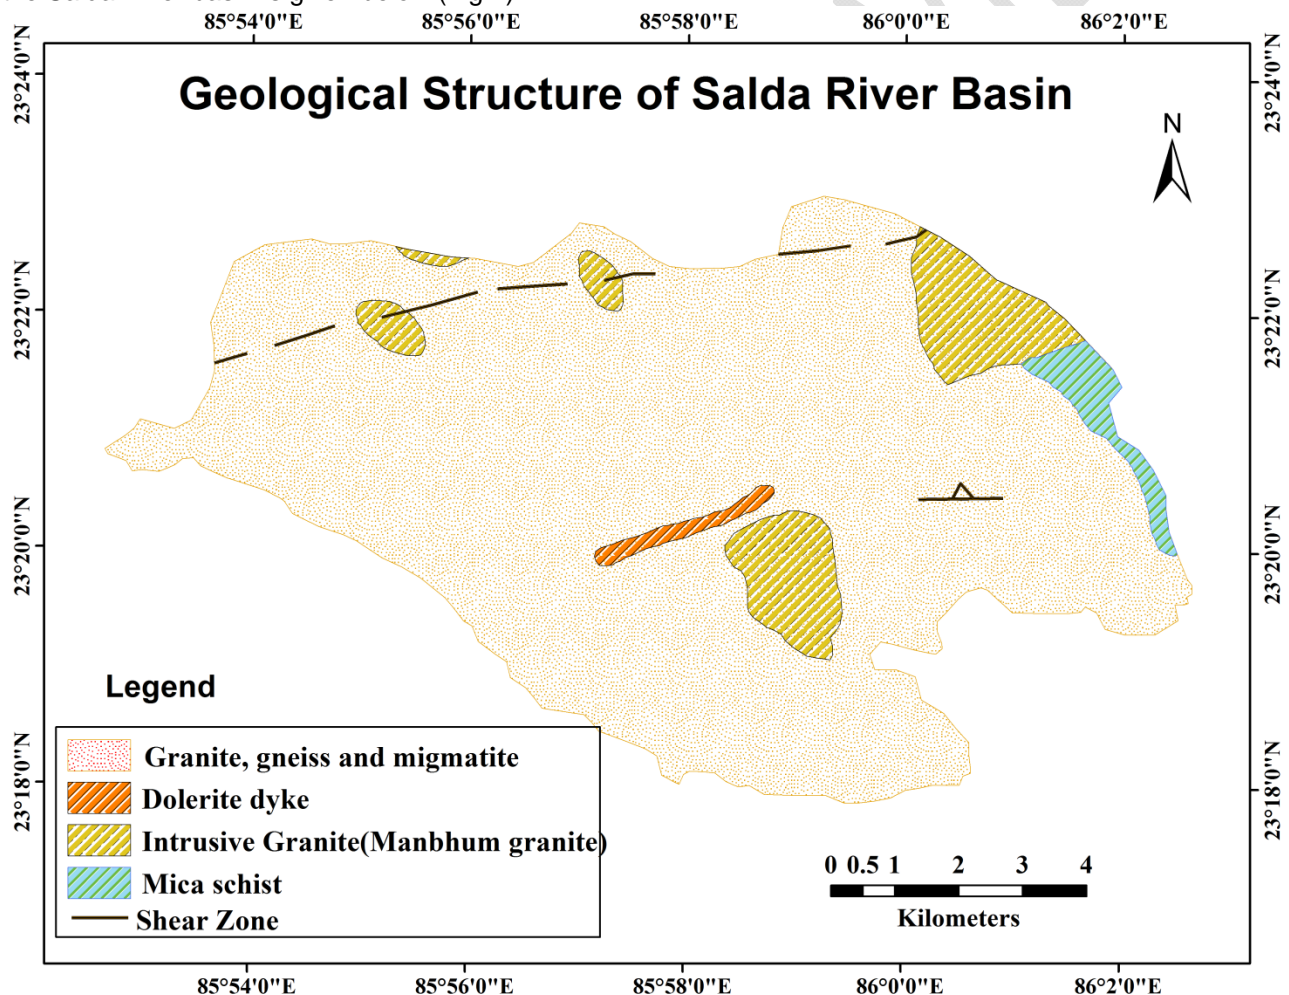 85°54'0"E 85°56'0"E 85°58'0"E 86°0'0"E 86°2'0"E
23°24'0"N 23°24'0"N
Geological Structure of Salda River Basin
N
23°22'0"N 23°22'0"N
23°20'0"N 23°20'0"N
Legend
23°18'0"N 23°18'0"N
Granite, gneiss and migmatite
Dolerite dyke
Intrusive Granite(Manbhum granite)
Mica schist
Shear Zone
0 0.5 1 2 3 4
Kilometers
85°54'0"E 85°56'0"E 85°58'0"E 86°0'0"E 86°2'0"E